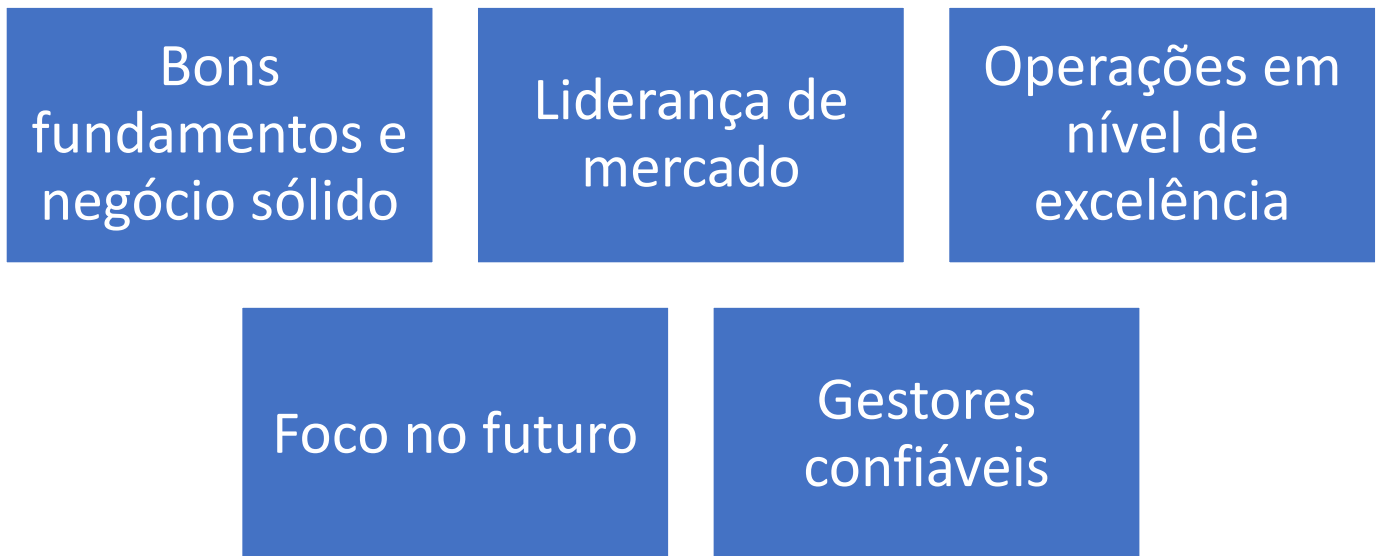 Bons
fundamentos e
negócio sólido
Liderança de
mercado
Operações em
nível de
excelência
Foco no futuro
Gestores
confiáveis